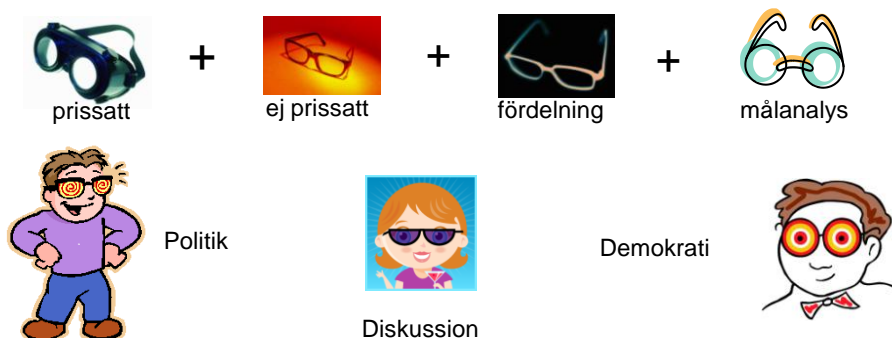 + + +
prissatt ej prissatt fördelning målanalys
Politik
Demokrati
Diskussion